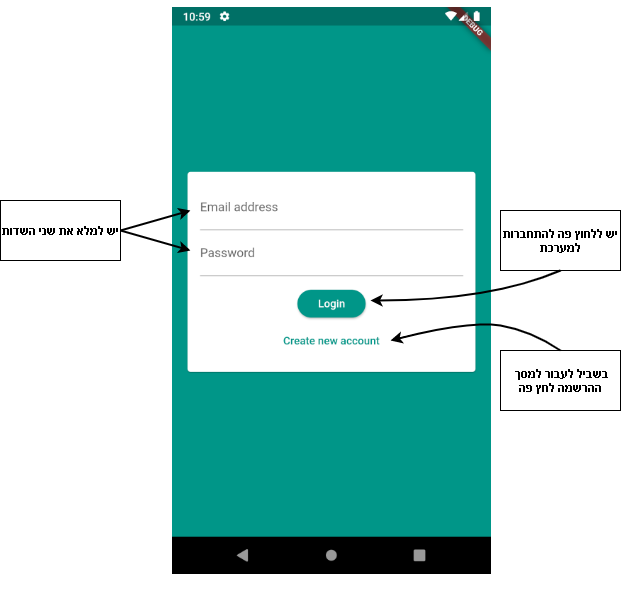 10:59
DEBUG
Email address
יש למלא את שני השדות
יש ללחוץ פה להתחברות
למערכת
Password
Login
Create new account
בשביל לעבור למסך
ההרשמה לחץ פה